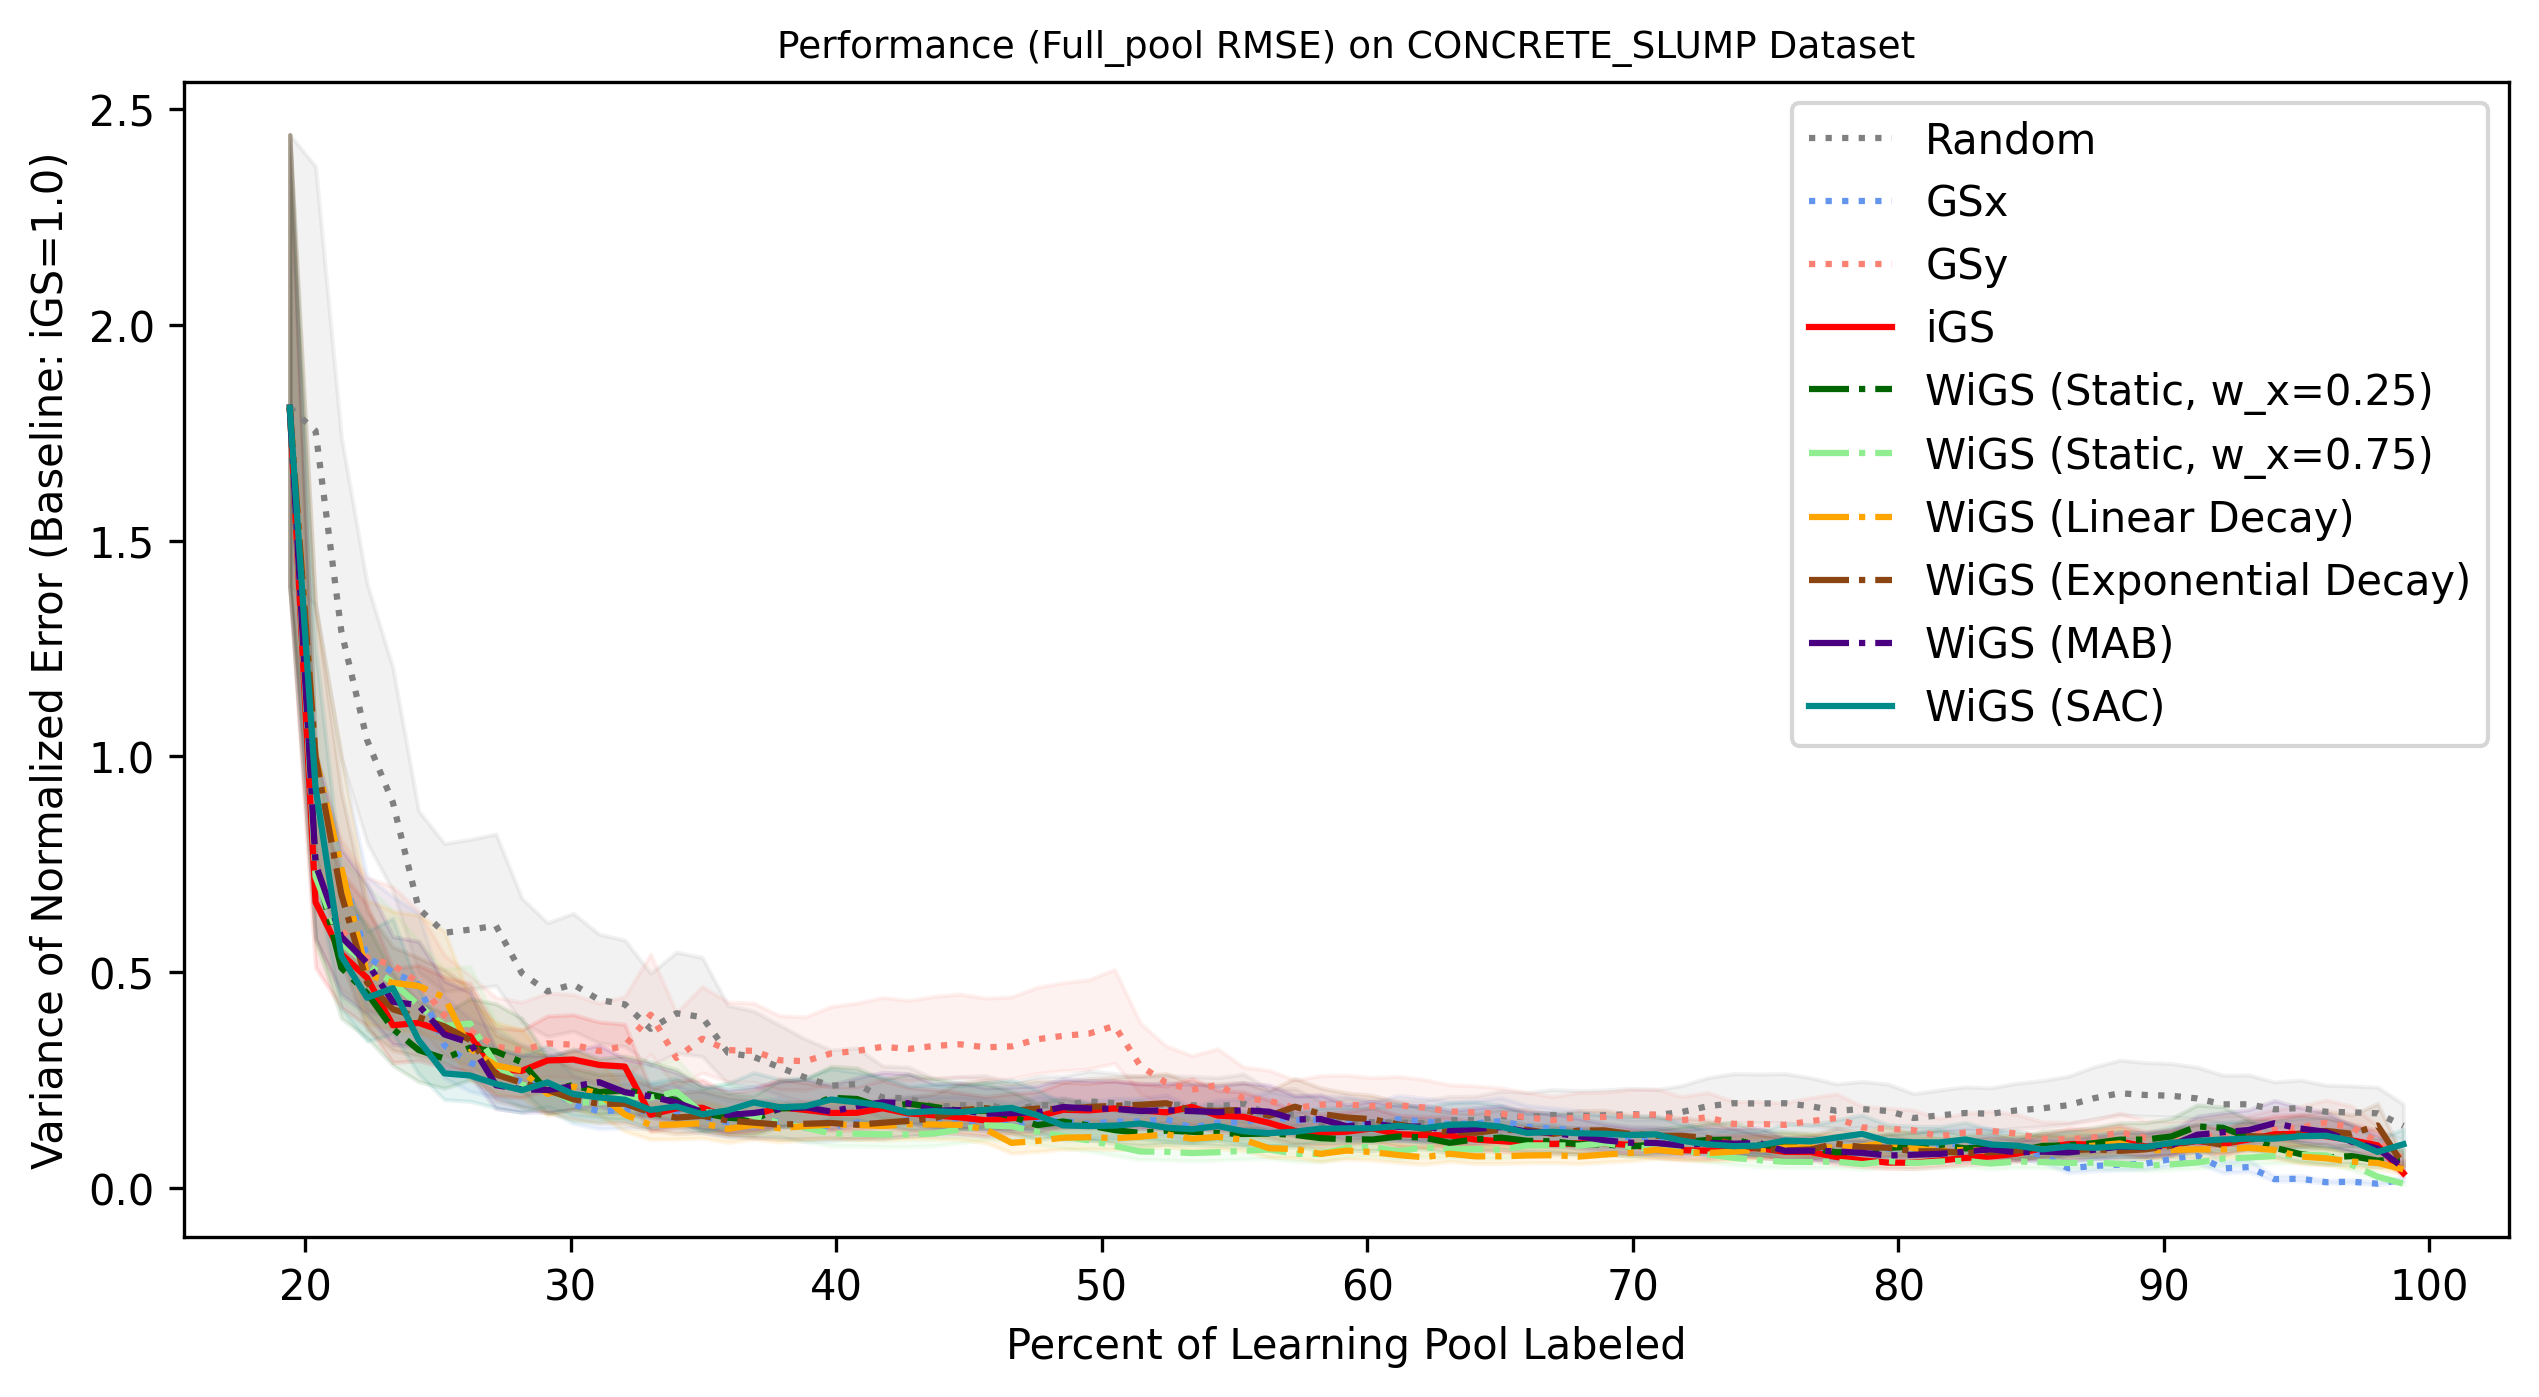 Performance (Full_pool RMSE) on CONCRETE_SLUMP Dataset
Variance of Normalized Error (Baseline: iGS=1.0)
2.5
2.0
1.5
1.0
0.5
0.0
Random
GSx
GSy
iGS
WiGS (Static, w_x=0.25)
WiGS (Static, w_x=0.75)
WiGS (Linear Decay)
WiGS (Exponential Decay)
WiGS (MAB)
WiGS (SAC)
20 30 40 50 60 70 80 90 100
Percent of Learning Pool Labeled